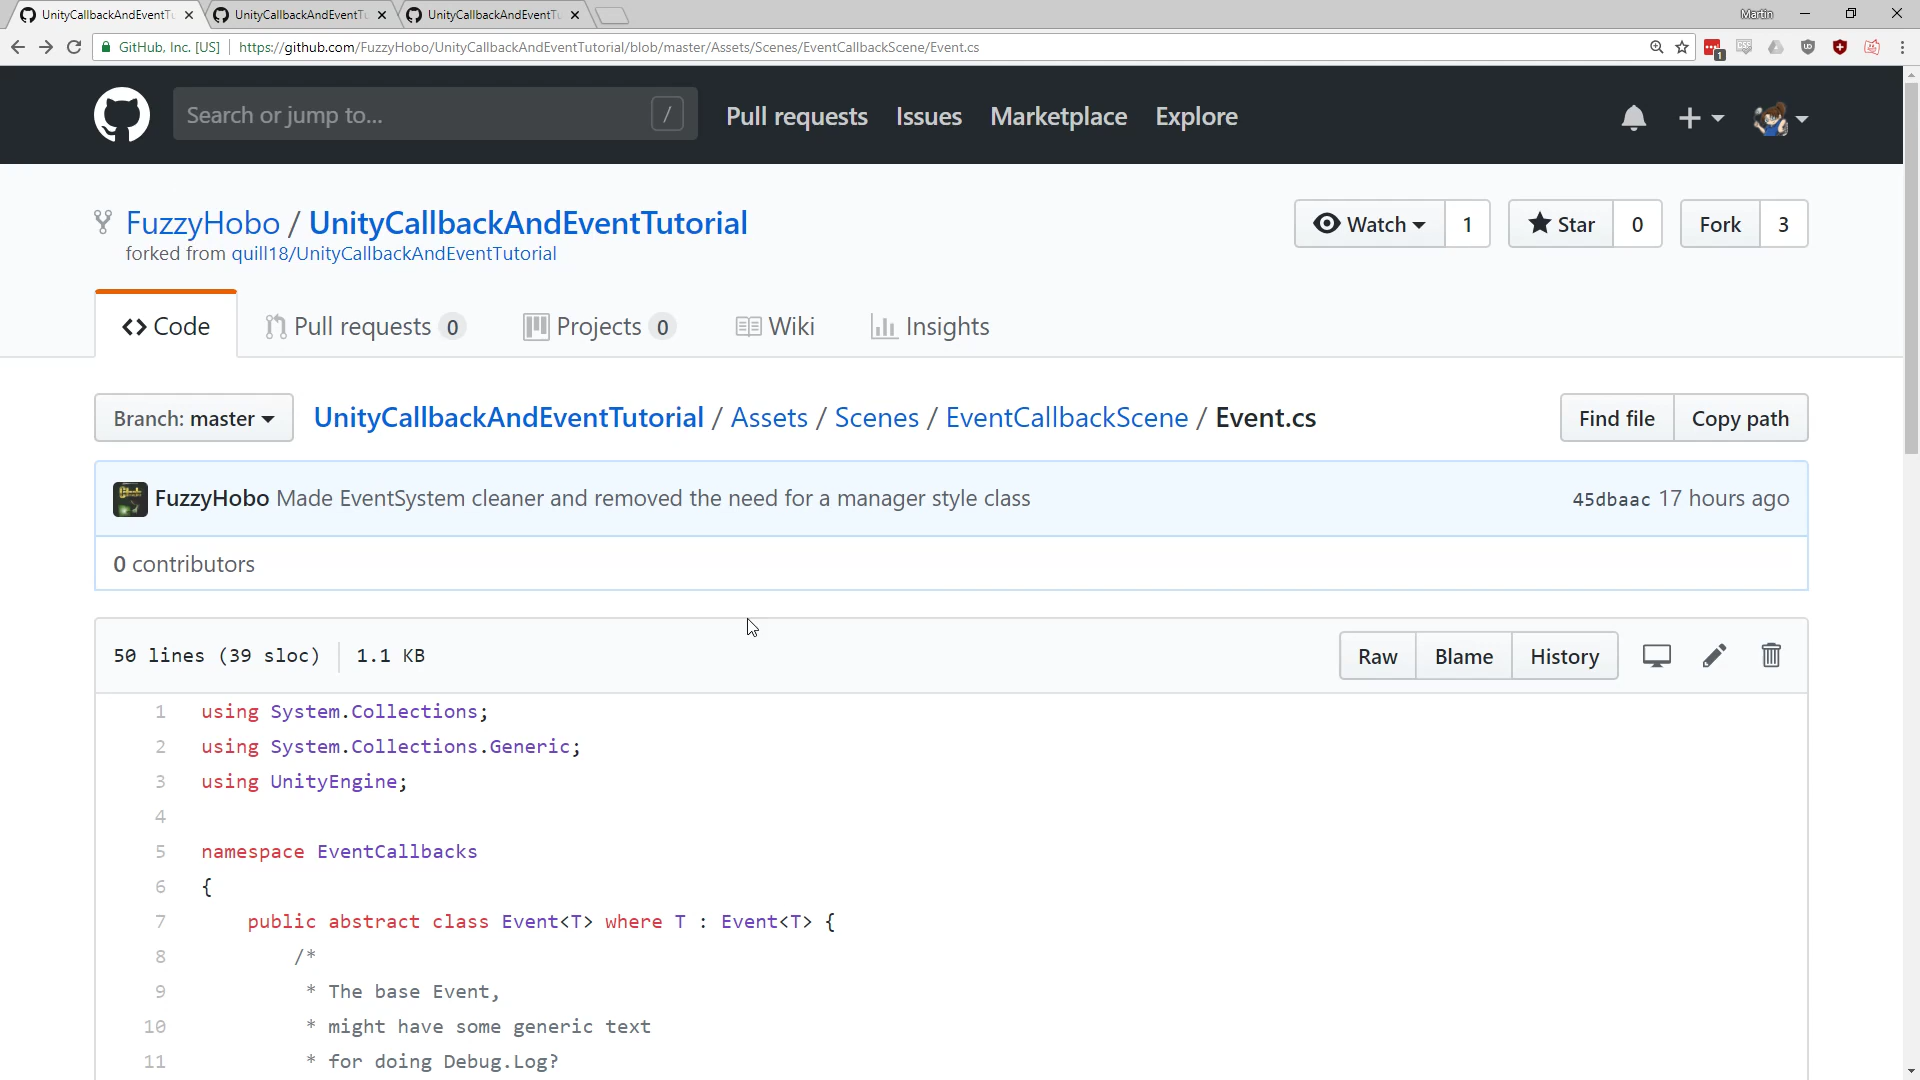 UnityCallbackAndEventTu
UnityCallbackAndEventTu
UnityCallbackAndEventTu
Martin
GitHub, Inc. [US]
https://github.com/FuzzyHobo/UnityCallbackAndEventTutorial/blob/master/Assets/Scenes/EventCallbackScene/Event.cs
1
Search or jump to...
/
Pull requests
Issues
Marketplace
Explore
FuzzyHobo / UnityCallbackAndEventTutorial
forked from quill18/UnityCallbackAndEventTutorial
Watch 1
Star 0
Fork 3
Code
Pull requests 0
Projects 0
Wiki
Insights
Branch: master
UnityCallbackAndEventTutorial / Assets / Scenes / EventCallbackScene / Event.cs
Find file
Copy path
FuzzyHobo Made EventSystem cleaner and removed the need for a manager style class
45dbaac 17 hours ago
0 contributors
50 lines (39 sloc)
1.1 KB
Raw
Blame
History
1 using System.Collections;
2 using System.Collections.Generic;
3 using UnityEngine;
4
5 namespace EventCallbacks
6 {
7 public abstract class Event<T> where T : Event<T> {
8 /*
9 * The base Event,
10 * might have some generic text
11 * for doing Debug.Log?